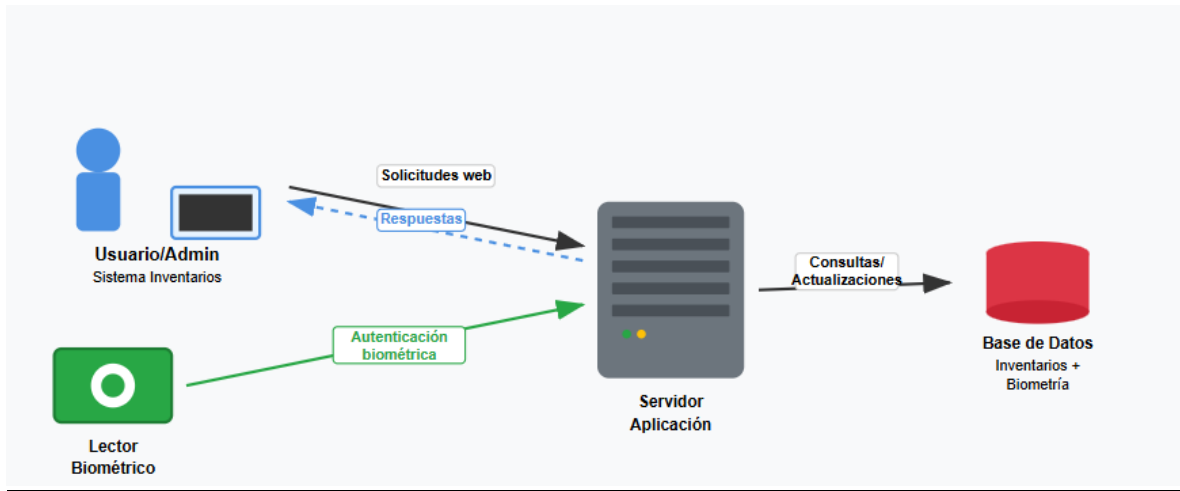 Solicitudes web
Respuestas
Usuario/Admin
Sistema Inventarios
Consultas/
Actualizaciones
Autenticación
biométrica
Base de Datos
Inventarios +
Biometría
Servidor
Aplicación
Lector
Biométrico